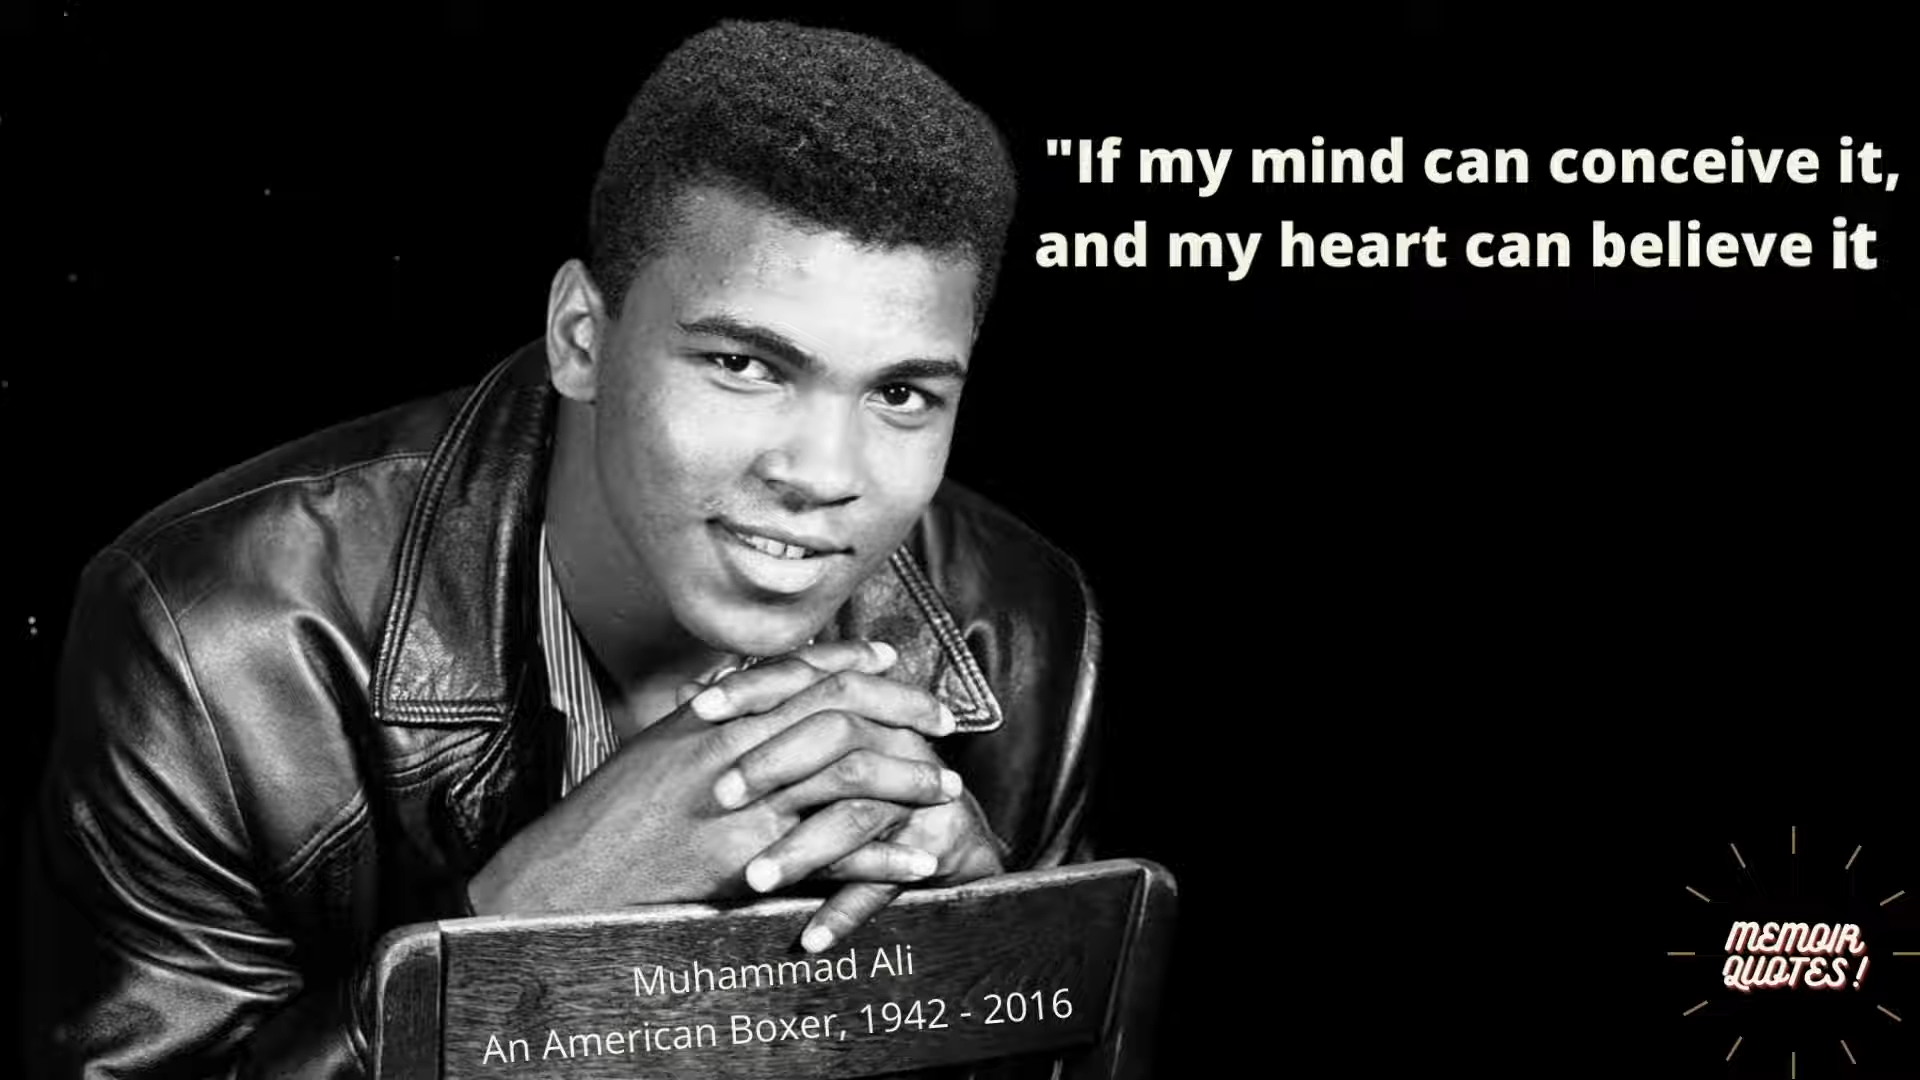 "If my mind can conceive it,
and my heart can believe it
Muhammad Ali
An American Boxer, 1942 - 2016
MEMOIR
QUOTES!